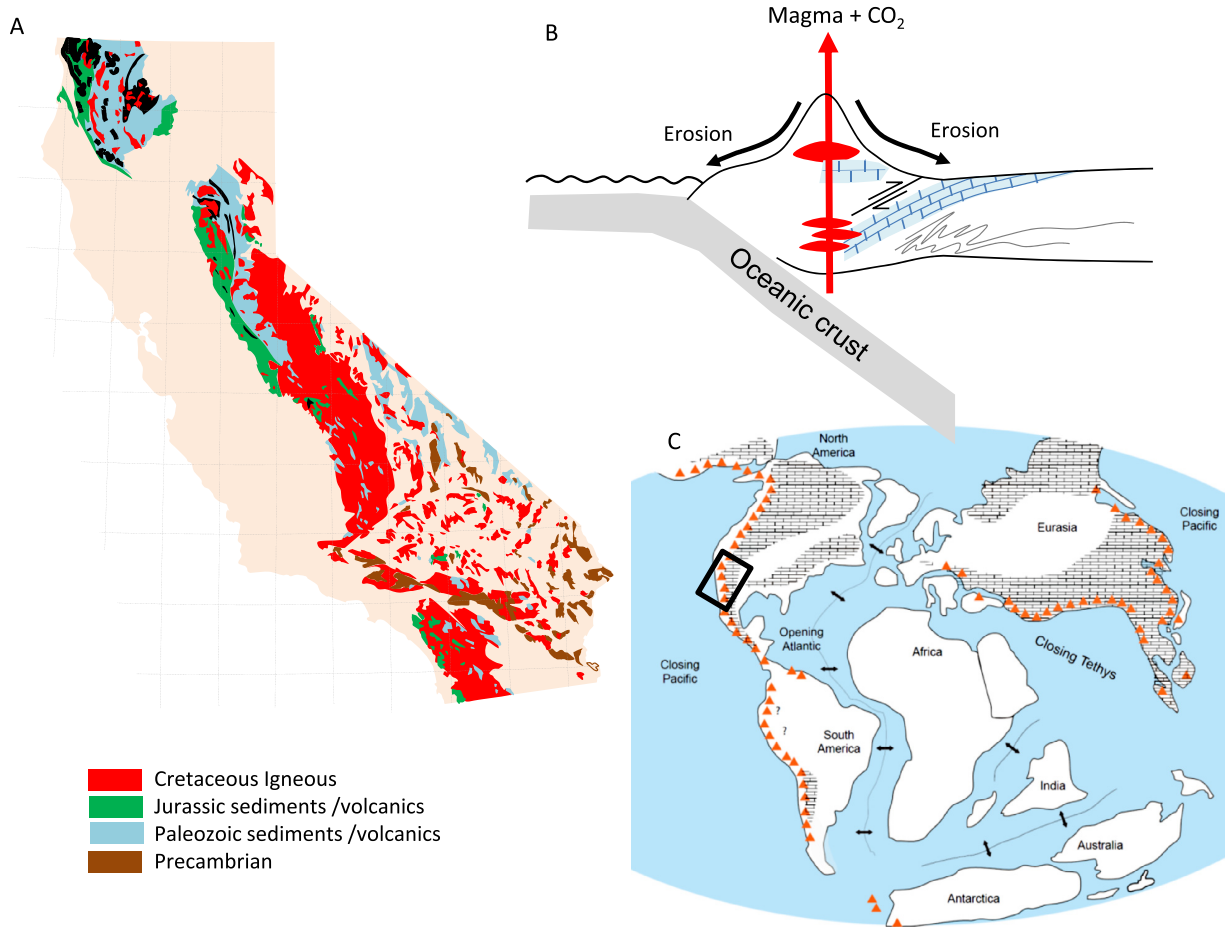 A
Cretaceous Igneous
Jurassic sediments /volcanics
Paleozoic sediments /volcanics
Precambrian
B
Magma + CO₂
Erosion
Erosion
Oceanic crust
C
North
America
Closing
Pacific
Eurasia
Opening
Atlantic
Africa
Closing Tethys
Closing
Pacific
?
?
South
America
India
Australia
Antarctica